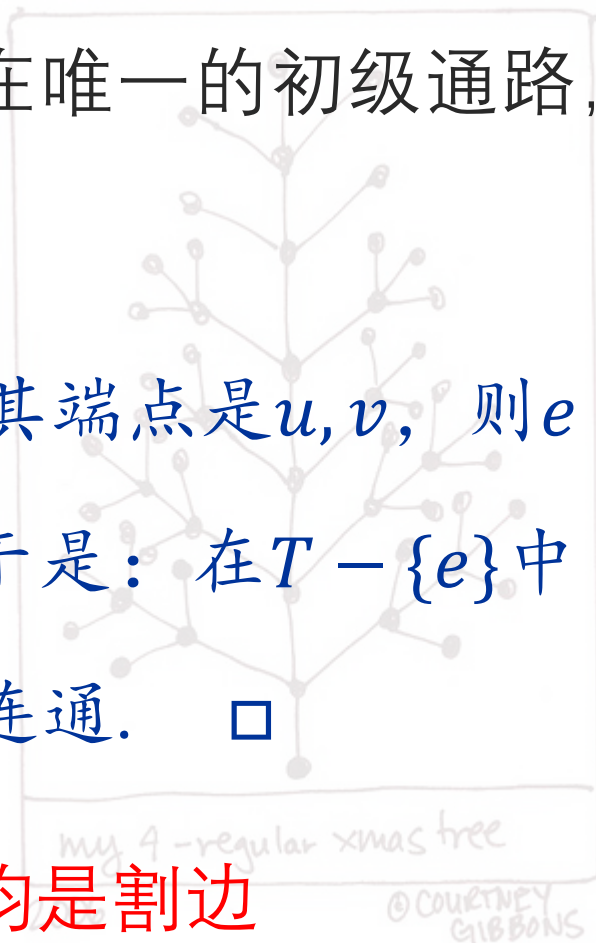 在唯一的初级通路，
其端点是u, v， 则e
于是：在T − {e}中
连通. □
my 4-regular xmas tree
均是割边
© COURTNEY
GIBBONS